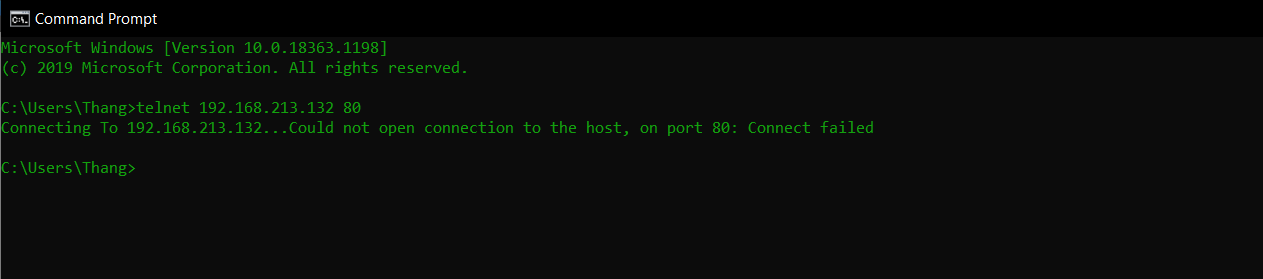 Command Prompt
Microsoft Windows [Version 10.0.18363.1198]
(c) 2019 Microsoft Corporation. All rights reserved.
C:\Users\Thang>telnet 192.168.213.132 80
Connecting To 192.168.213.132...Could not open connection to the host, on port 80: Connect failed
C:\Users\Thang>